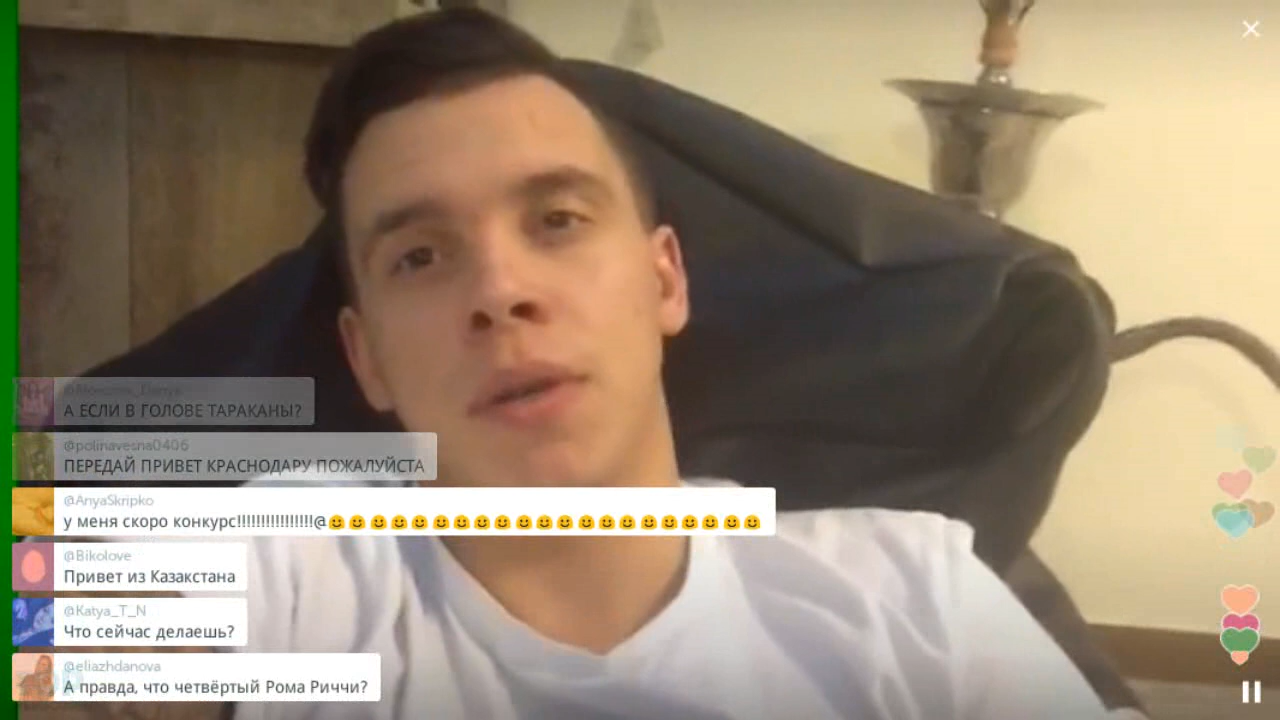 А ЕСЛИ В ГОЛОВЕ ТАРАКАНЫ?
@polinavesna0406
ПЕРЕДАЙ ПРИВЕТ КРАСНОДАРУ ПОЖАЛУЙСТА
@AnyaSkripko
у меня скоро конкурс!!!!!!!!!!!!!!!!@😊😊😊😊😊😊😊😊😊😊😊😊😊😊😊😊😊😊😊😊😊
@Bikolove
Привет из Казакстана
@Katya_T_N
Что сейчас делаешь?
@eliazhdanova
А правда, что четвёртый Рома Риччи?